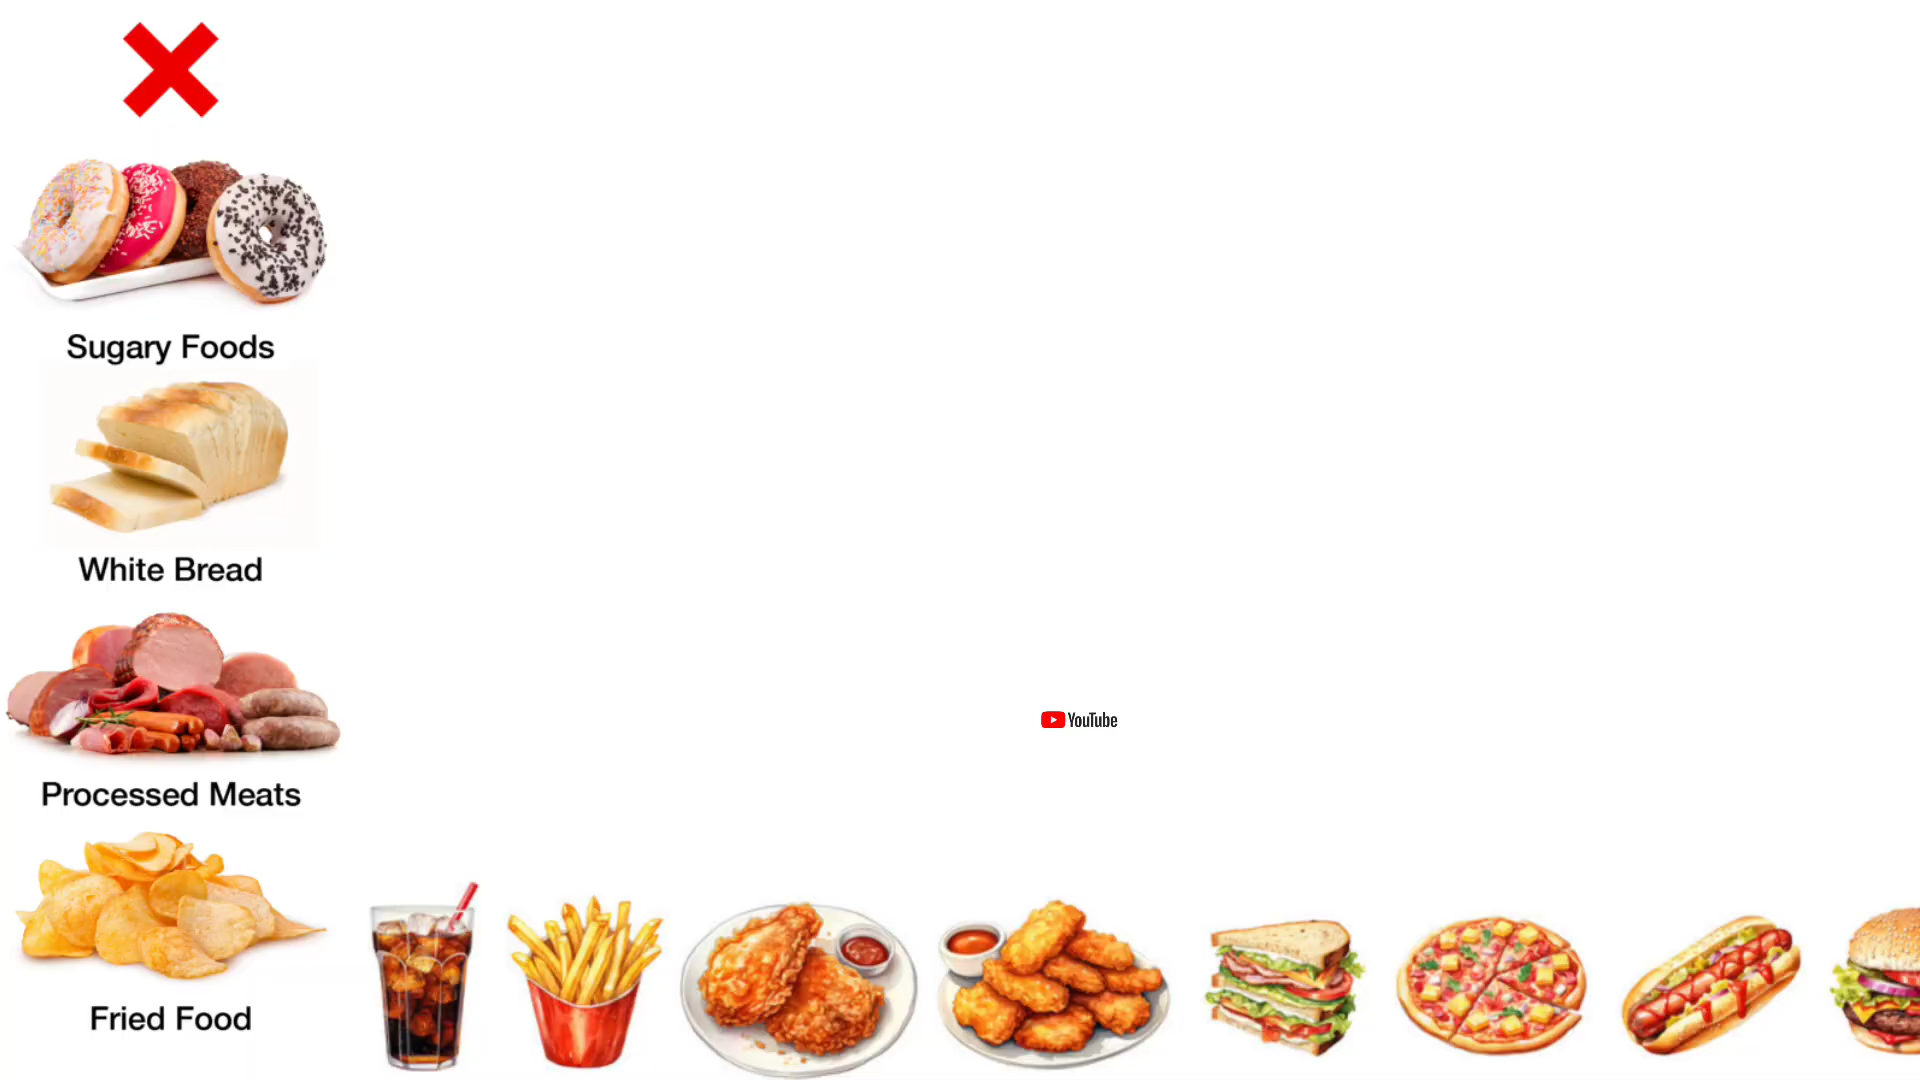 Sugary Foods
White Bread
YouTube
Processed Meats
Fried Food